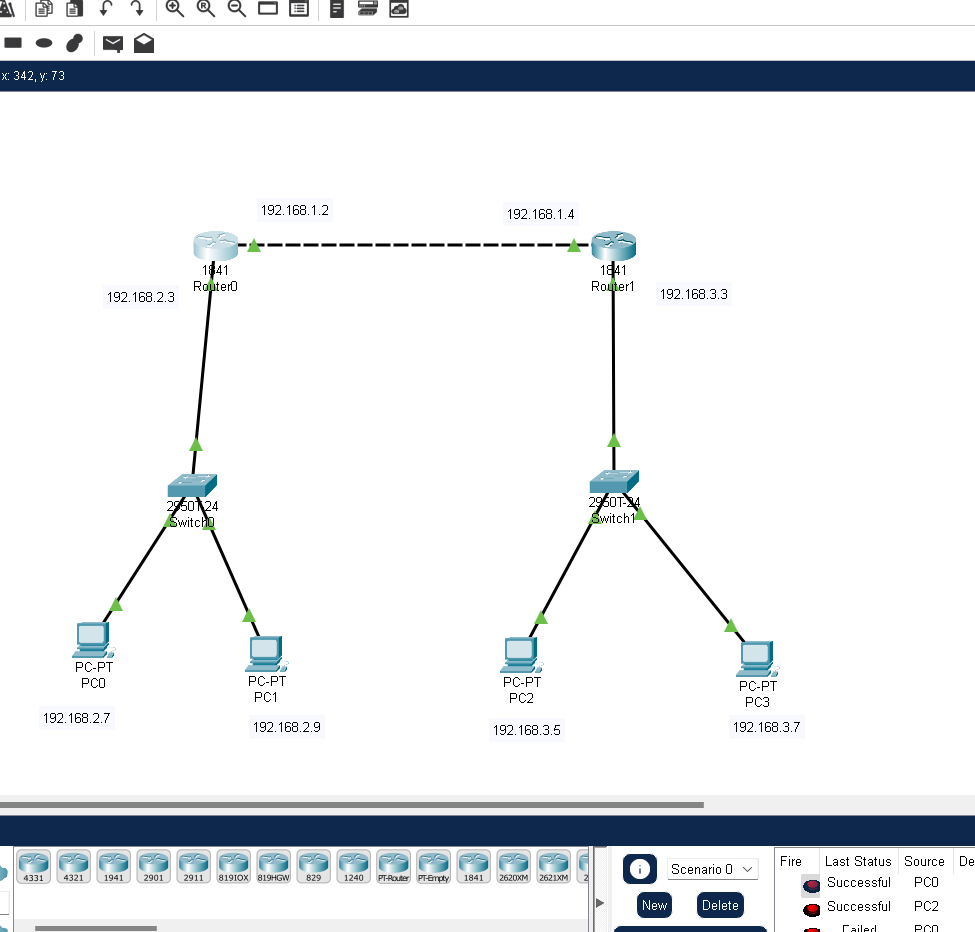 x: 342, y: 73
192.168.1.2
192.168.1.4
1841
Router0
1841
Router1
192.168.2.3
192.168.3.3
2950T-24
Switch0
2950T-24
Switch1
PC-PT
PC0
PC-PT
PC1
PC-PT
PC2
PC-PT
PC3
192.168.2.7
192.168.2.9
192.168.3.5
192.168.3.7
4331
4321
1941
2901
2911
819IOX
819HGW
829
1240
PT-Router
PT-Empty
1841
2620XM
2621XM
2
Scenario 0
New
Delete
Fire Last Status Source De
Successful PC0
Successful PC2
Failed PC0